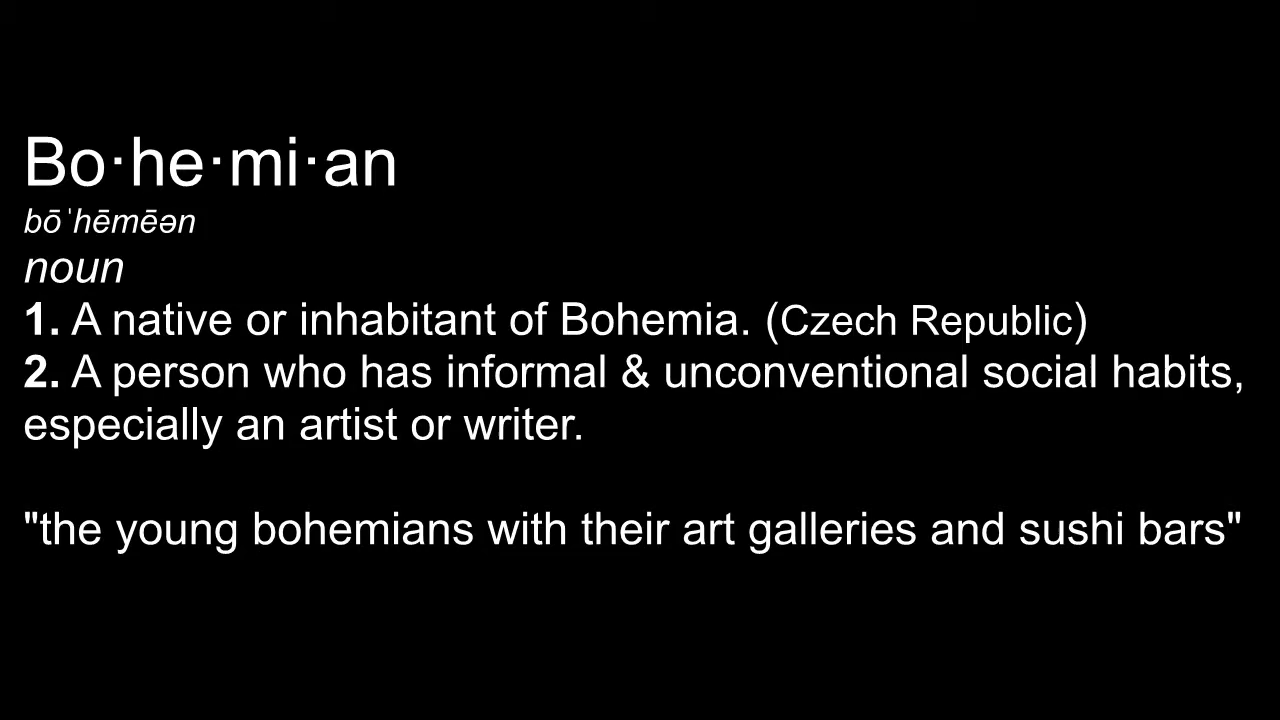 Bo·he·mi·an
bōˈhēmēən
noun
1. A native or inhabitant of Bohemia. (Czech Republic)
2. A person who has informal & unconventional social habits,
especially an artist or writer.
"the young bohemians with their art galleries and sushi bars"